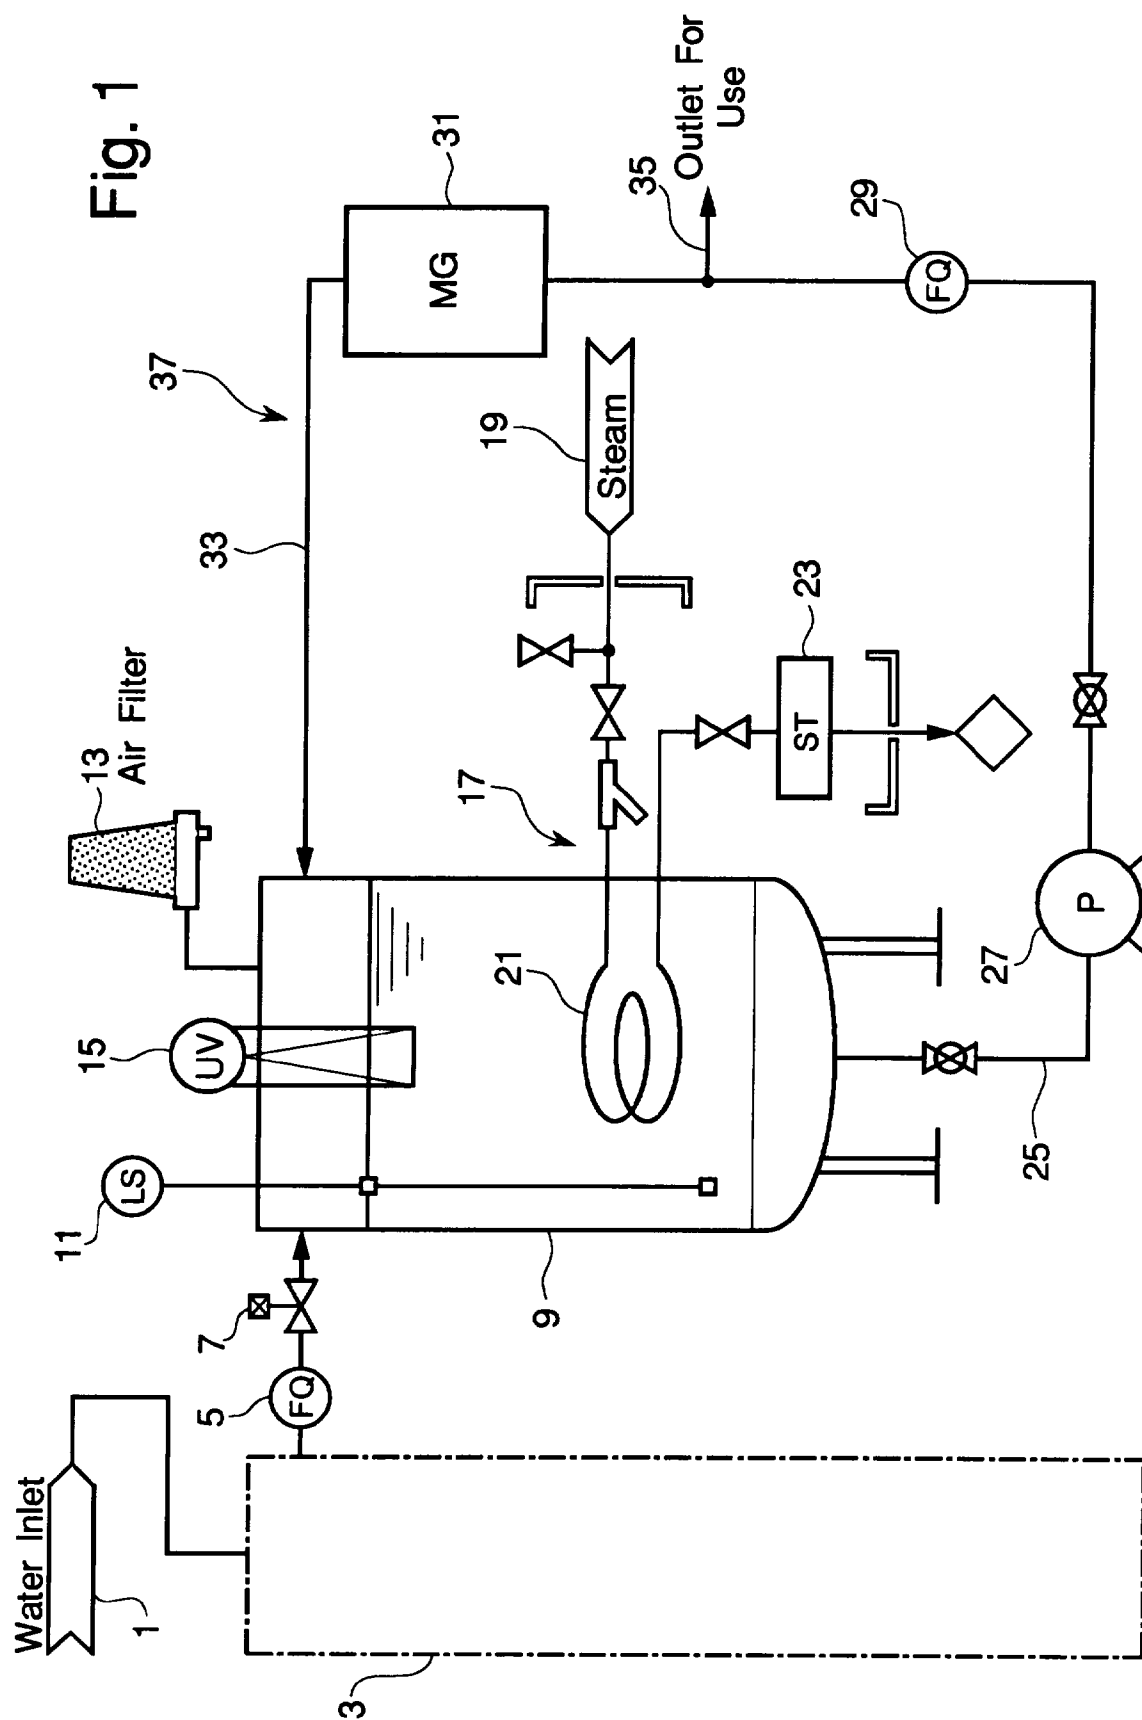 Fig. 1
Water Inlet
1
3
5
FQ
7
11
LS
9
15
UV
13
Air Filter
21
17
33
37
19
Steam
23
ST
MG
31
35
Outlet For
Use
29
FQ
27
P
25